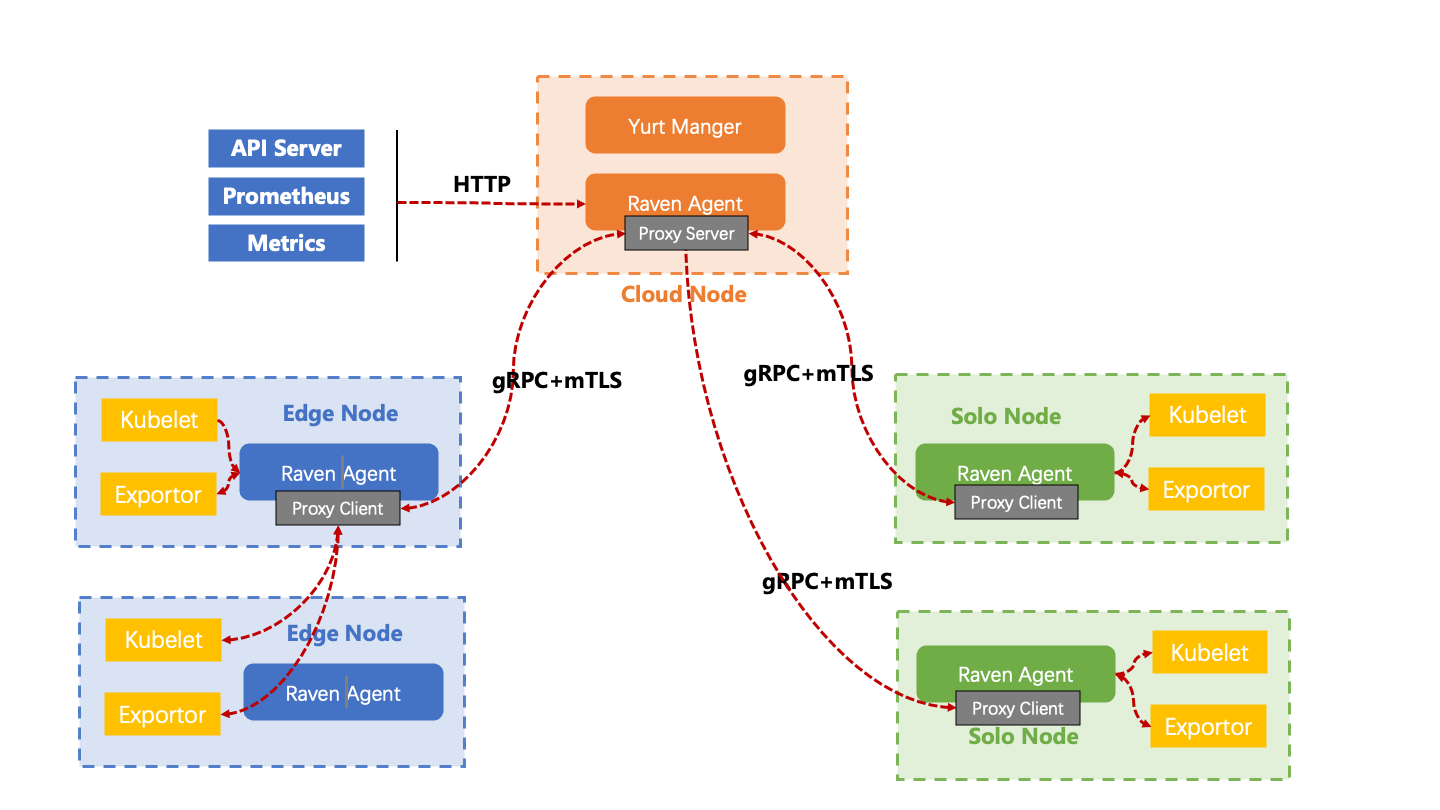 Yurt Manger
API Server
Prometheus
Metrics
HTTP
Raven Agent
Proxy Server
Cloud Node
gRPC+mTLS
gRPC+mTLS
Edge Node
Kubelet
Raven Agent
Exportor
Proxy Client
Solo Node
Kubelet
Raven Agent
Exportor
Proxy Client
gRPC+mTLS
Edge Node
Kubelet
Raven Agent
Exportor
Kubelet
Raven Agent
Proxy Client
Exportor
Solo Node